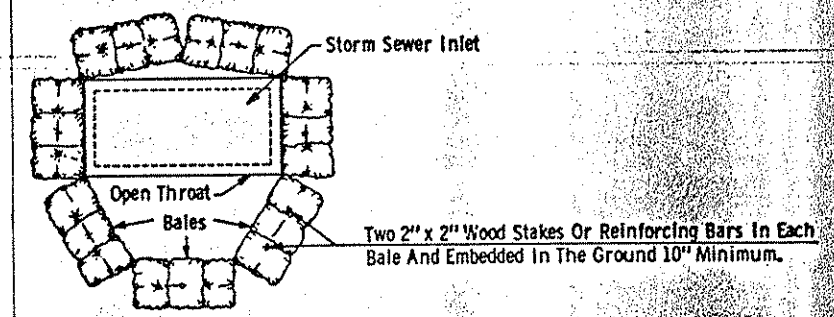 Storm Sewer Inlet
Open Throat
Bales
Two 2" x 2" Wood Stakes Or Reinforcing Bars In Each
Bale And Embedded In The Ground 10" Minimum.